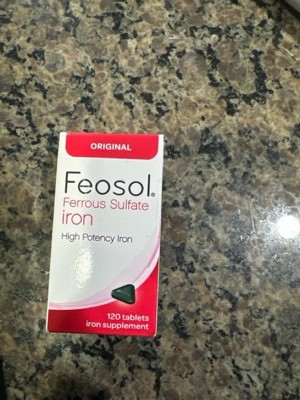 ORIGINAL
Feosol®
Ferrous Sulfate
iron
High Potency Iron
120 tablets
iron supplement